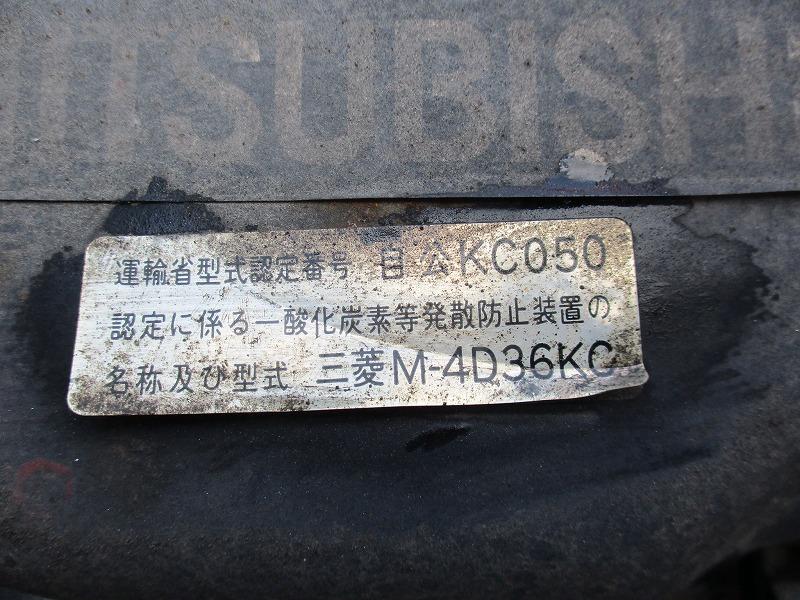 MITSUBISHI
運輸省型式認定番号 自公KC050
認定に係る一酸化炭素等発散防止装置の
名称及び型式 三菱M-4D36KC